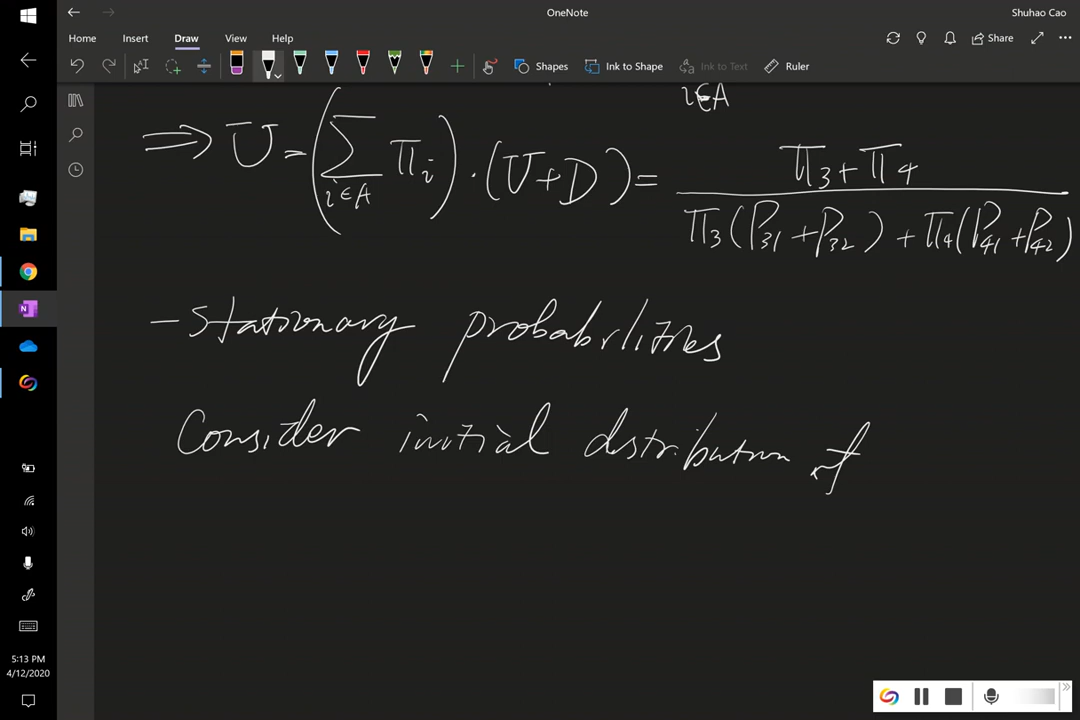 OneNote
Shuhao Cao
Home Insert Draw View Help
Shapes Ink to Shape Ink to Text Ruler Share
i∈A
⟹ U = (∑_{i∈A} π_i) · (U+D) = (π_3 + π_4) / (π_3(P_31 + P_32) + π_4(P_41 + P_42))
- Stationary probabilities
Consider initial distribution of
5:13 PM
4/12/2020